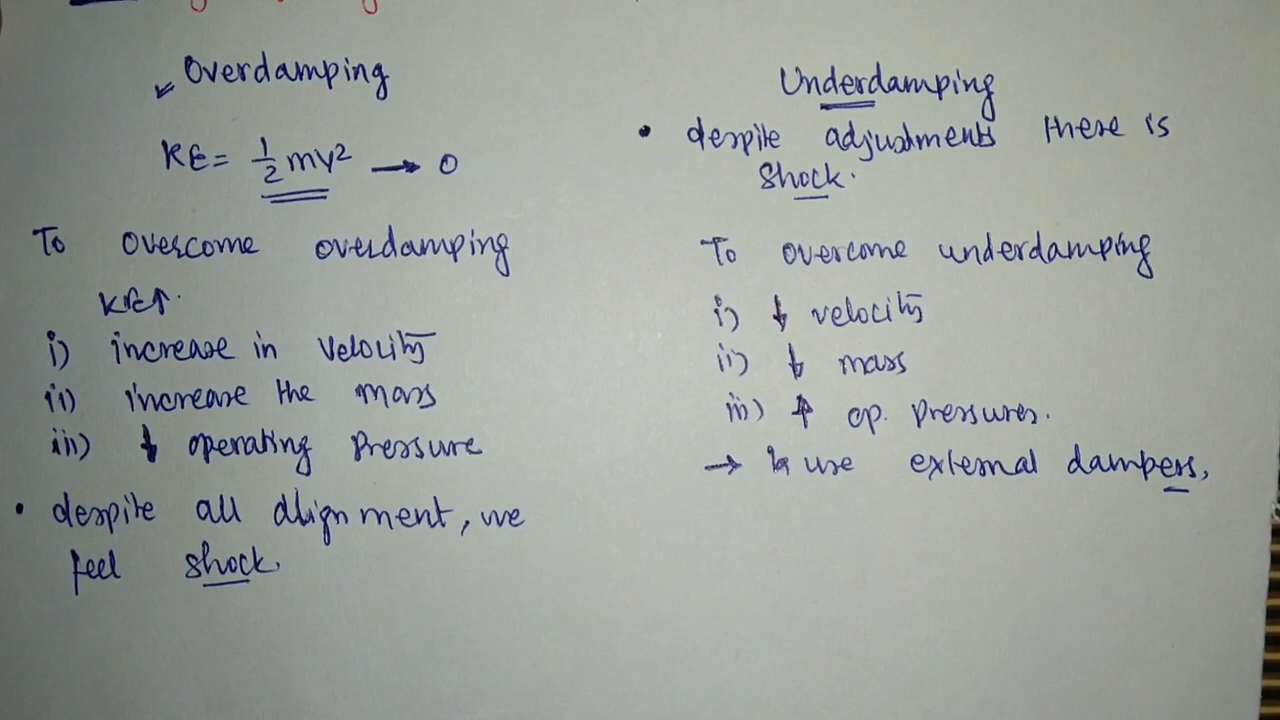 Overdamping
KE = 1/2 mv² → 0
To overcome overdamping
KE↑.
i) increase in velocity
ii) increase the mass
iii) ↓ operating pressure
• despite all alignment, we
feel shock.
Underdamping
• despite adjustments there is
shock.
To overcome underdamping
i) ↓ velocity
ii) ↓ mass
iii) ↑ op. pressures.
→ use external dampers,